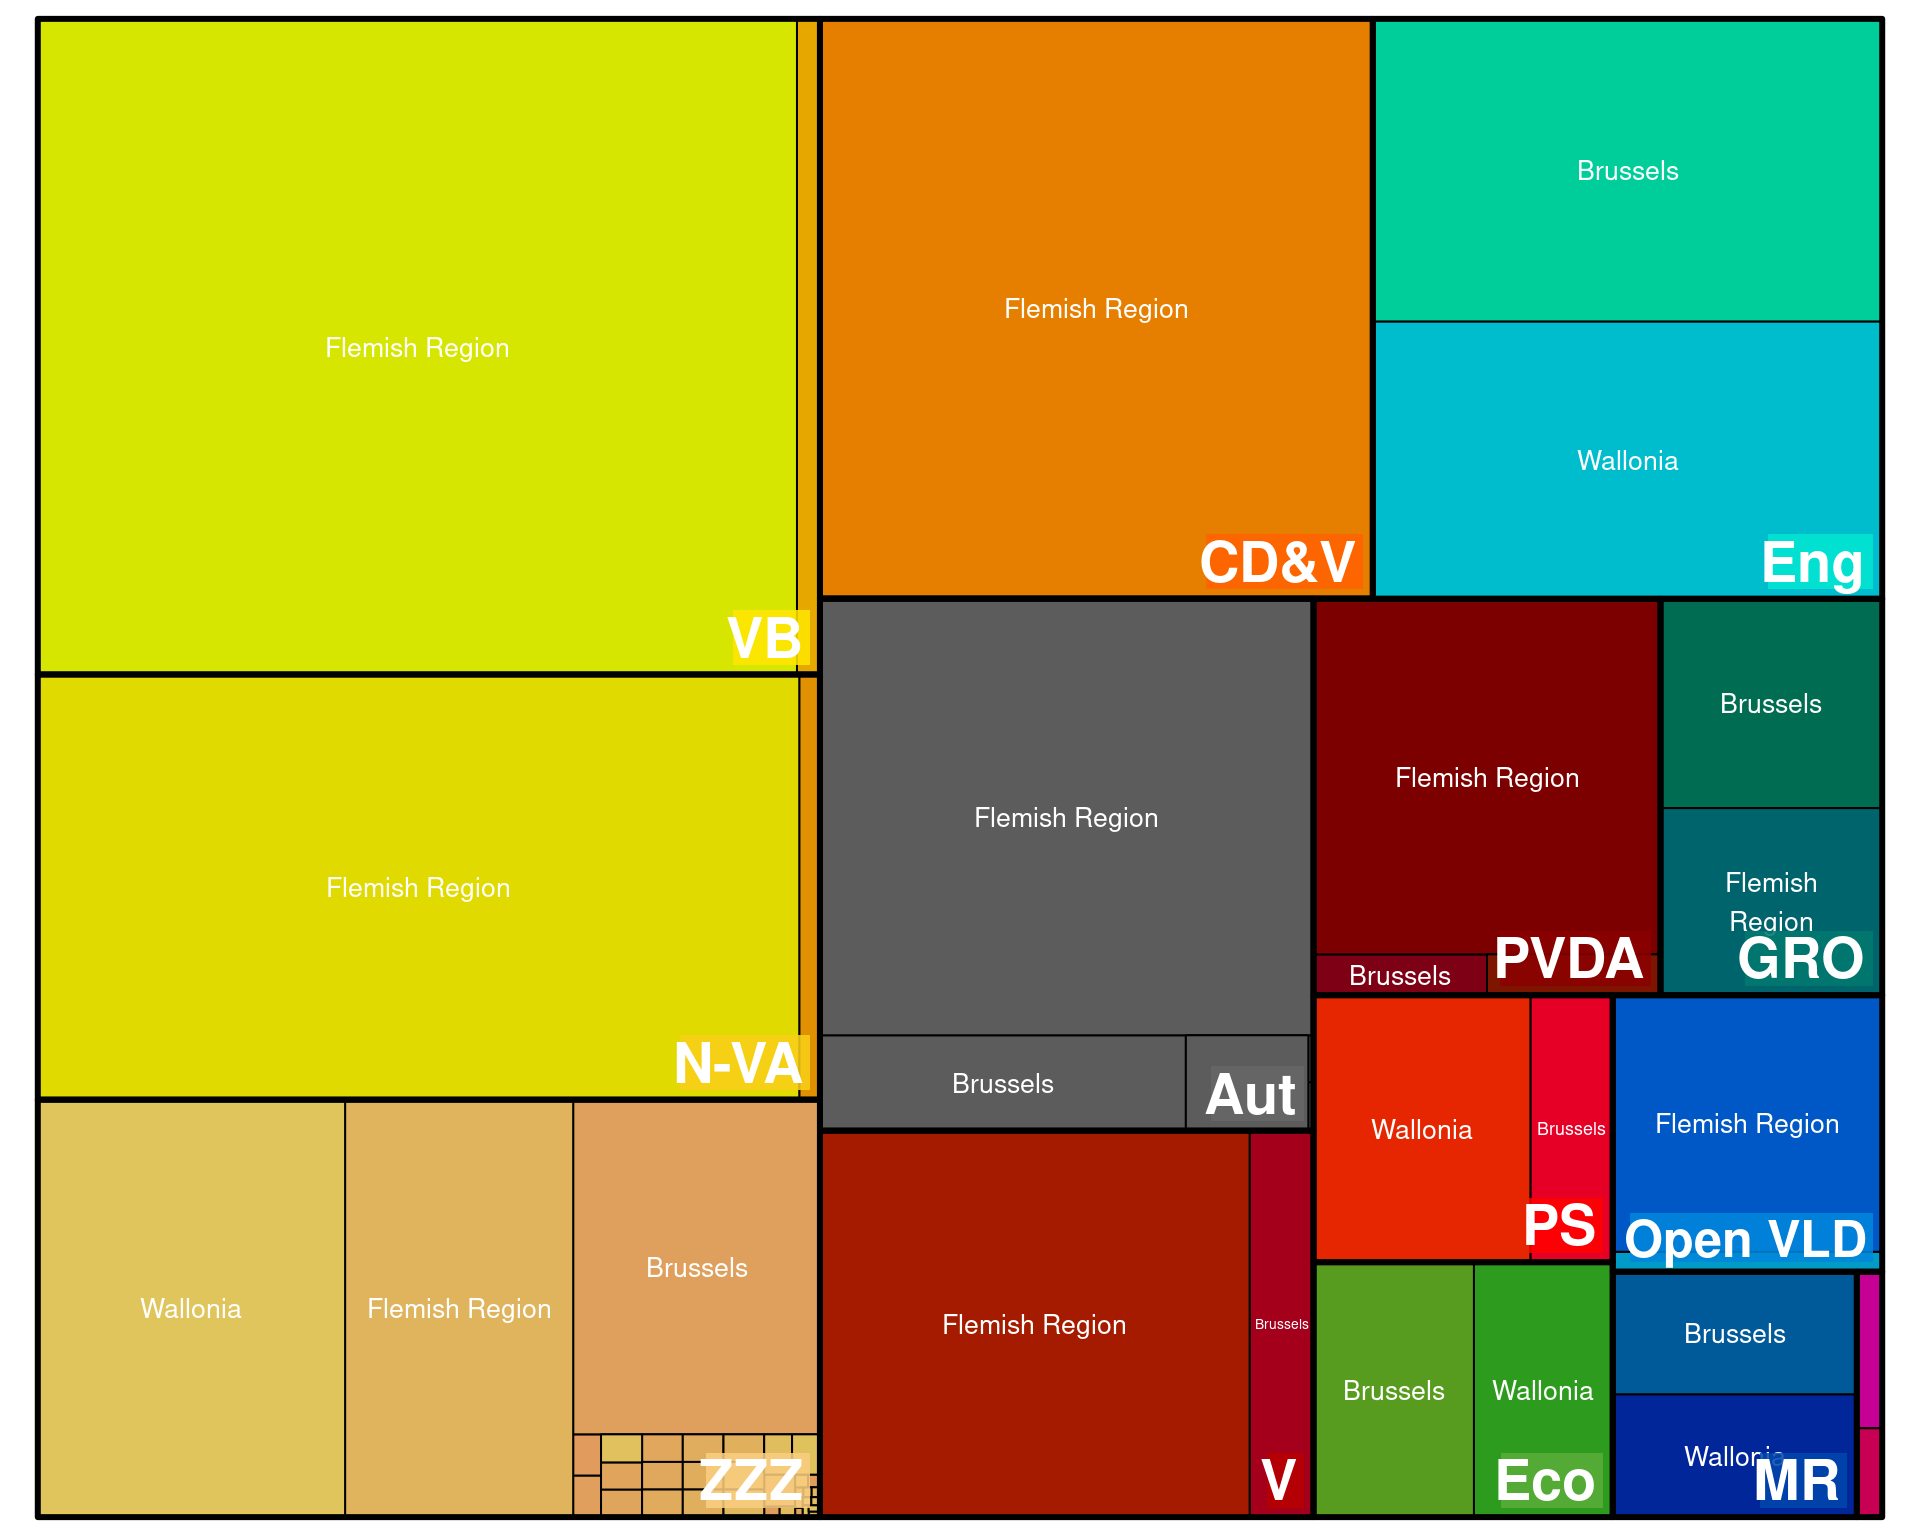 Flemish Region
VB
Flemish Region
N-VA
Wallonia
Flemish Region
Brussels
ZZZ
Flemish Region
CD&V
Brussels
Wallonia
Eng
Flemish Region
Brussels
Aut
Flemish Region
Brussels
V
Flemish Region
Brussels
PVDA
Brussels
Flemish
Region
GRO
Wallonia
Brussels
PS
Flemish Region
Open VLD
Brussels
Wallonia
Eco
Brussels
Wallonia
MR